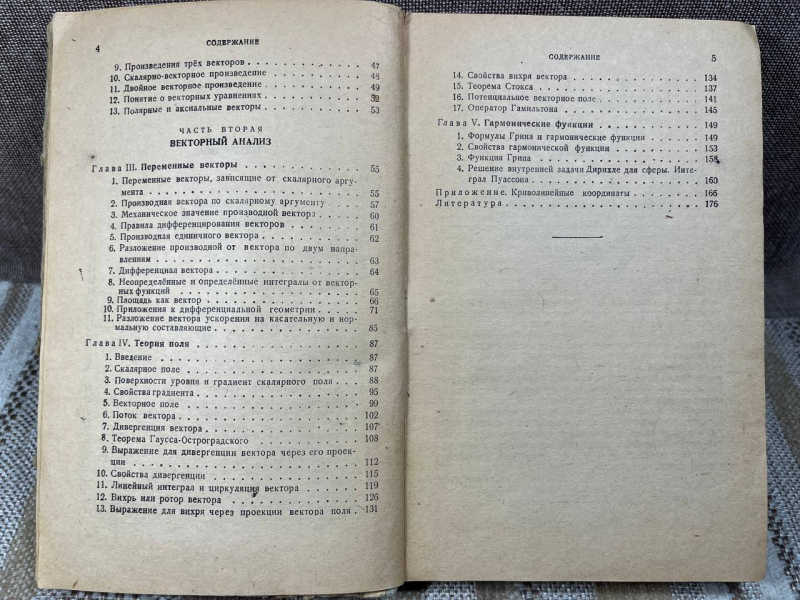 4 СОДЕРЖАНИЕ
9. Произведения трёх векторов 47
10. Скалярно-векторное произведение 48
11. Двойное векторное произведение 49
12. Понятие о векторных уравнениях 52
13. Полярные и аксиальные векторы 53
ЧАСТЬ ВТОРАЯ
ВЕКТОРНЫЙ АНАЛИЗ
Глава III. Переменные векторы 55
1. Переменные векторы, зависящие от скалярного аргу-
мента 55
2. Производная вектора по скалярному аргументу 57
3. Механическое значение производной вектора 60
4. Правила дифференцирования векторов 61
5. Производная единичного вектора 62
6. Разложение производной от вектора по двум направ-
лениям 63
7. Дифференциал вектора 64
8. Неопределённые и определённые интегралы от вектор-
ных функций 65
9. Площадь как вектор 66
10. Приложения к дифференциальной геометрии 71
11. Разложение вектора ускорения на касательную и нор-
мальную составляющие 85
Глава IV. Теория поля 87
1. Введение 87
2. Скалярное поле 87
3. Поверхности уровня и градиент скалярного поля 88
4. Свойства градиента 95
5. Векторное поле 99
6. Поток вектора 102
7. Дивергенция вектора 107
8. Теорема Гаусса-Остроградского 108
9. Выражение для дивергенции вектора через его проек-
ции 112
10. Свойства дивергенции 115
11. Линейный интеграл и циркуляция вектора 119
12. Вихрь или ротор вектора 126
13. Выражение для вихря через проекции вектора поля 131
СОДЕРЖАНИЕ 5
14. Свойства вихря вектора 134
15. Теорема Стокса 137
16. Потенциальное векторное поле 141
17. Оператор Гамильтона 145
Глава V. Гармонические функции 149
1. Формулы Грина и гармонические функции 149
2. Свойства гармонической функции 153
3. Функция Грина 158
4. Решение внутренней задачи Дирихле для сферы. Инте-
грал Пуассона 160
Приложение. Криволинейные координаты 166
Литература 176